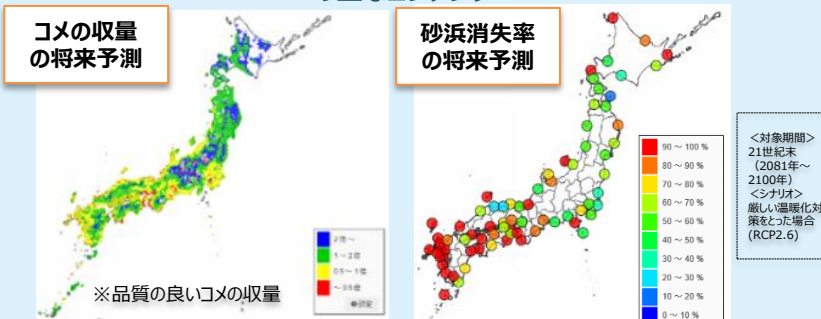 コメの収量
の将来予測
2倍～
1～2倍
0.5～1倍
～0.5倍
※品質の良いコメの収量
砂浜消失率
の将来予測
90 ～ 100 %
80 ～ 90 %
70 ～ 80 %
60 ～ 70 %
50 ～ 60 %
40 ～ 50 %
30 ～ 40 %
20 ～ 30 %
10 ～ 20 %
0 ～ 10 %
＜対象期間＞
21世紀末
（2081年～
2100年）
＜シナリオ＞
厳しい温暖化対
策をとった場合
(RCP2.6)